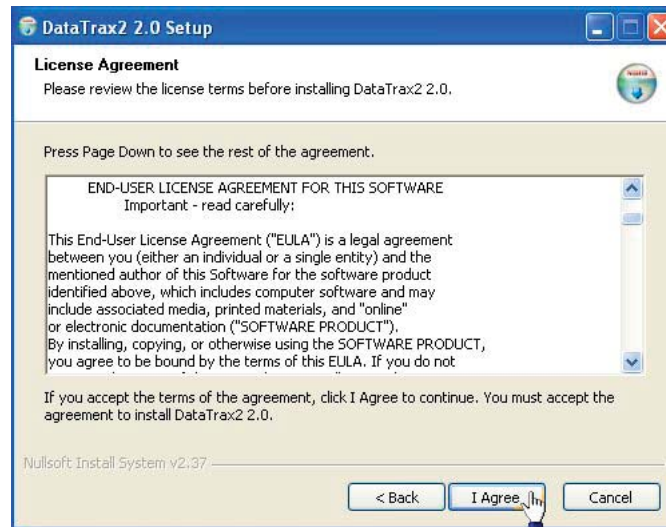 DataTrax2 2.0 Setup
License Agreement
Please review the license terms before installing DataTrax2 2.0.
Press Page Down to see the rest of the agreement.
END-USER LICENSE AGREEMENT FOR THIS SOFTWARE
Important - read carefully:
This End-User License Agreement ("EULA") is a legal agreement
between you (either an individual or a single entity) and the
mentioned author of this Software for the software product
identified above, which includes computer software and may
include associated media, printed materials, and "online"
or electronic documentation ("SOFTWARE PRODUCT").
By installing, copying, or otherwise using the SOFTWARE PRODUCT,
you agree to be bound by the terms of this EULA. If you do not
If you accept the terms of the agreement, click I Agree to continue. You must accept the
agreement to install DataTrax2 2.0.
Nullsoft Install System v2.37
< Back
I Agree
Cancel